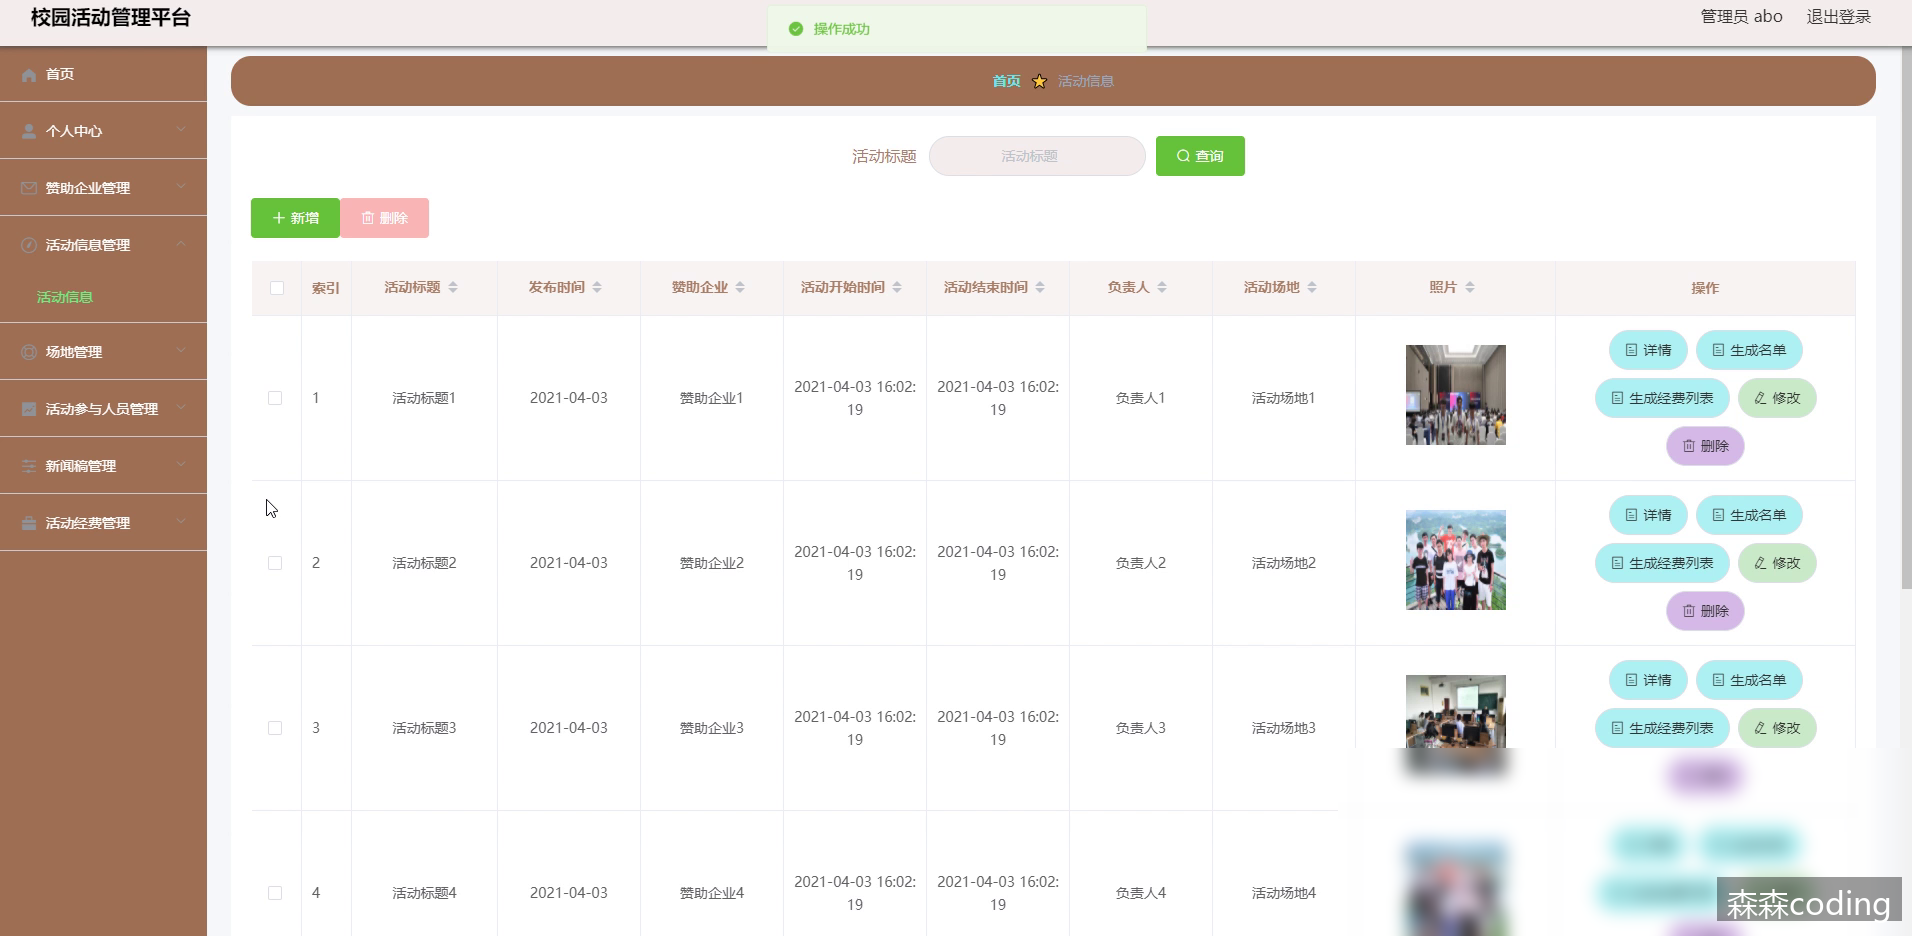 校园活动管理平台
操作成功
管理员 abo 退出登录
首页
个人中心
赞助企业管理
活动信息管理
活动信息
场地管理
活动参与人员管理
新闻稿管理
活动经费管理
首页 活动信息
活动标题 活动标题 查询
新增 删除
索引 活动标题 发布时间 赞助企业 活动开始时间 活动结束时间 负责人 活动场地 照片 操作
1 活动标题1 2021-04-03 赞助企业1 2021-04-03 16:02:19 2021-04-03 16:02:19 负责人1 活动场地1
详情 生成名单
生成经费列表 修改
删除
2 活动标题2 2021-04-03 赞助企业2 2021-04-03 16:02:19 2021-04-03 16:02:19 负责人2 活动场地2
详情 生成名单
生成经费列表 修改
删除
3 活动标题3 2021-04-03 赞助企业3 2021-04-03 16:02:19 2021-04-03 16:02:19 负责人3 活动场地3
详情 生成名单
生成经费列表 修改
4 活动标题4 2021-04-03 赞助企业4 2021-04-03 16:02:19 2021-04-03 16:02:19 负责人4 活动场地4
森森coding